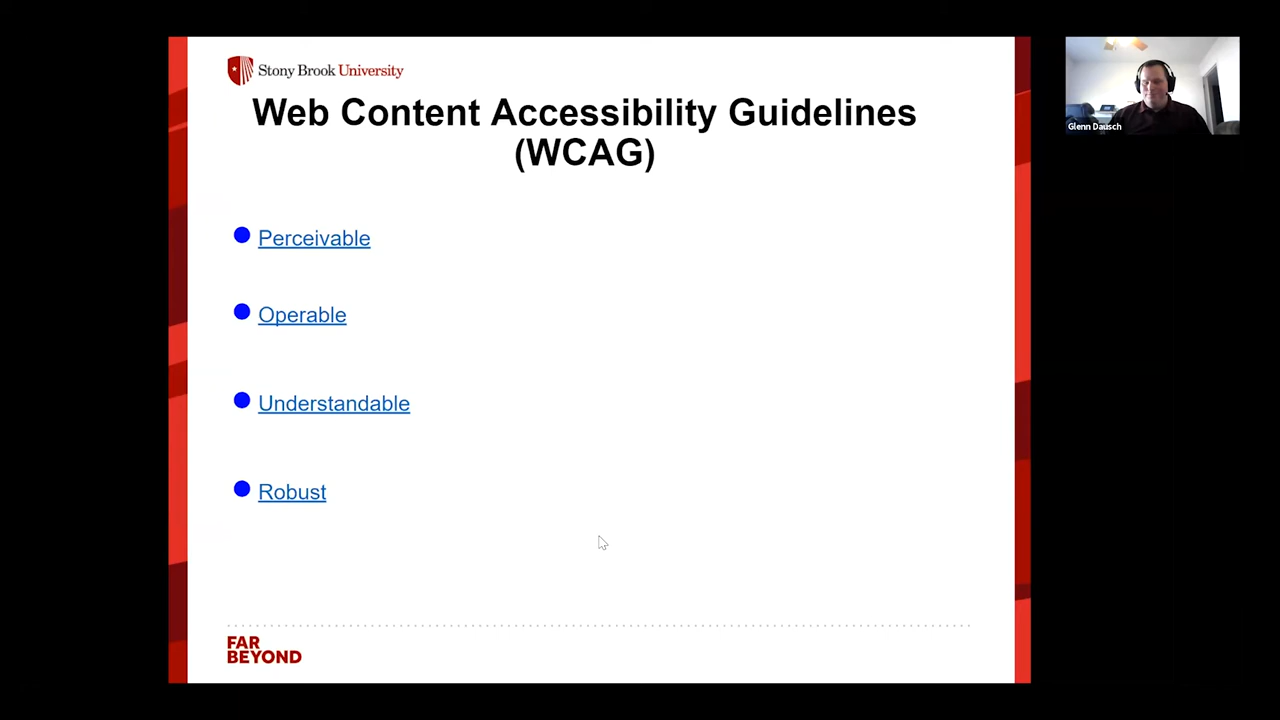 Stony Brook University
Web Content Accessibility Guidelines
(WCAG)
Perceivable
Operable
Understandable
Robust
FAR
BEYOND
Glenn Dausch